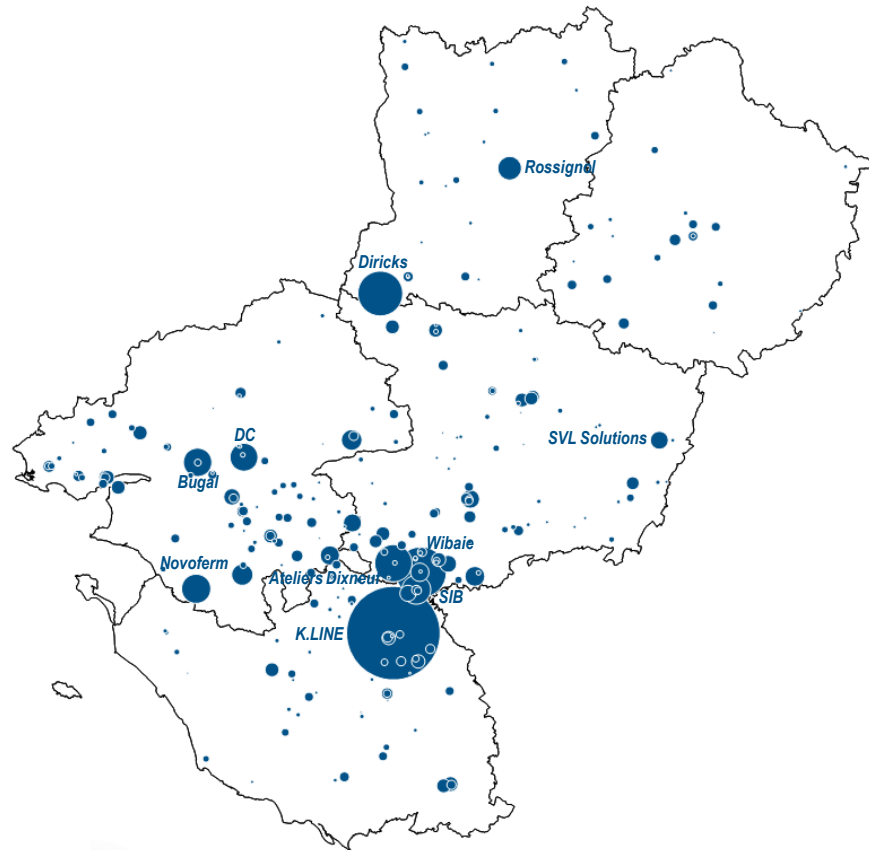 Rossignol
Diricks
DC
SVL Solutions
Bugal
Wibaie
Novoferm
Ateliers Dixneuf
SIB
K.LINE